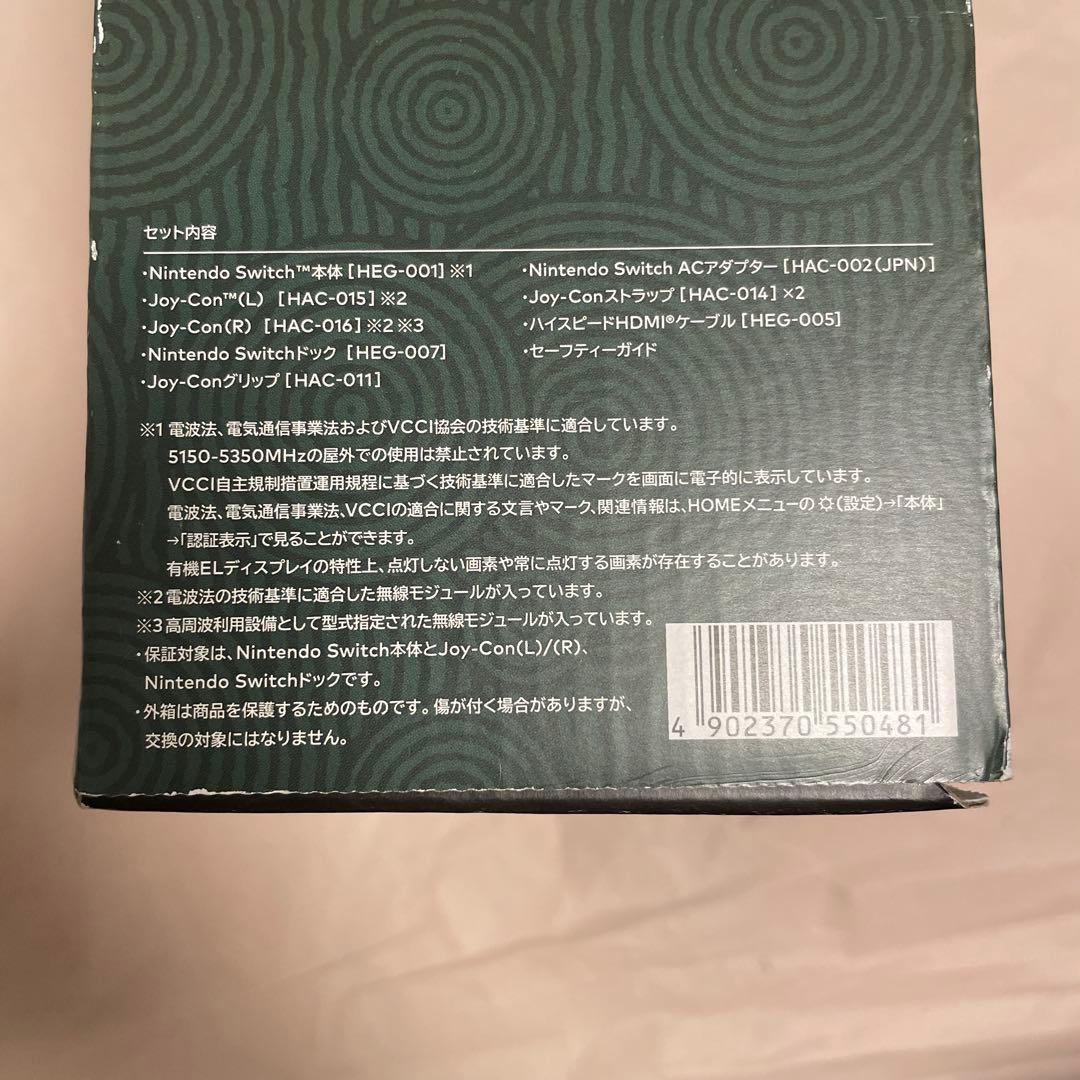 セット内容
・Nintendo Switch™本体 [HEG-001] ※1
・Joy-Con™(L) [HAC-015] ※2
・Joy-Con(R) [HAC-016] ※2 ※3
・Nintendo Switchドック [HEG-007]
・Joy-Conグリップ [HAC-011]
・Nintendo Switch ACアダプター [HAC-002(JPN)]
・Joy-Conストラップ [HAC-014] ×2
・ハイスピードHDMI®ケーブル [HEG-005]
・セーフティーガイド
※1 電波法、電気通信事業法およびVCCI協会の技術基準に適合しています。
5150-5350MHzの屋外での使用は禁止されています。
VCCI自主規制措置運用規程に基づく技術基準に適合したマークを画面に電子的に表示しています。
電波法、電気通信事業法、VCCIの適合に関する文言やマーク、関連情報は、HOMEメニューの (設定)→「本体」
→「認証表示」で見ることができます。
有機ELディスプレイの特性上、点灯しない画素や常に点灯する画素が存在することがあります。
※2 電波法の技術基準に適合した無線モジュールが入っています。
※3 高周波利用設備として型式指定された無線モジュールが入っています。
・保証対象は、Nintendo Switch本体とJoy-Con(L)/(R)、
Nintendo Switchドックです。
・外箱は商品を保護するためのものです。傷が付く場合がありますが、
交換の対象にはなりません。
4 902370 550481